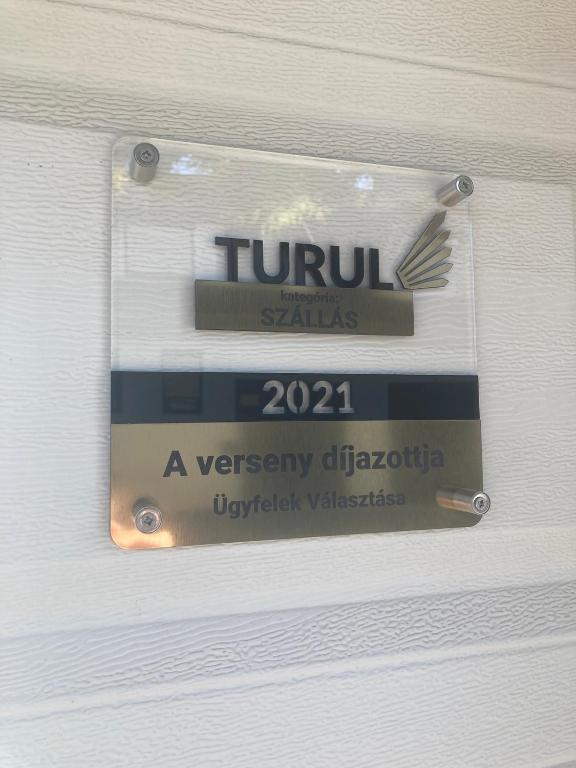 TURUL
kategória:
SZÁLLÁS
2021
A verseny díjazottja
Ügyfelek Választása